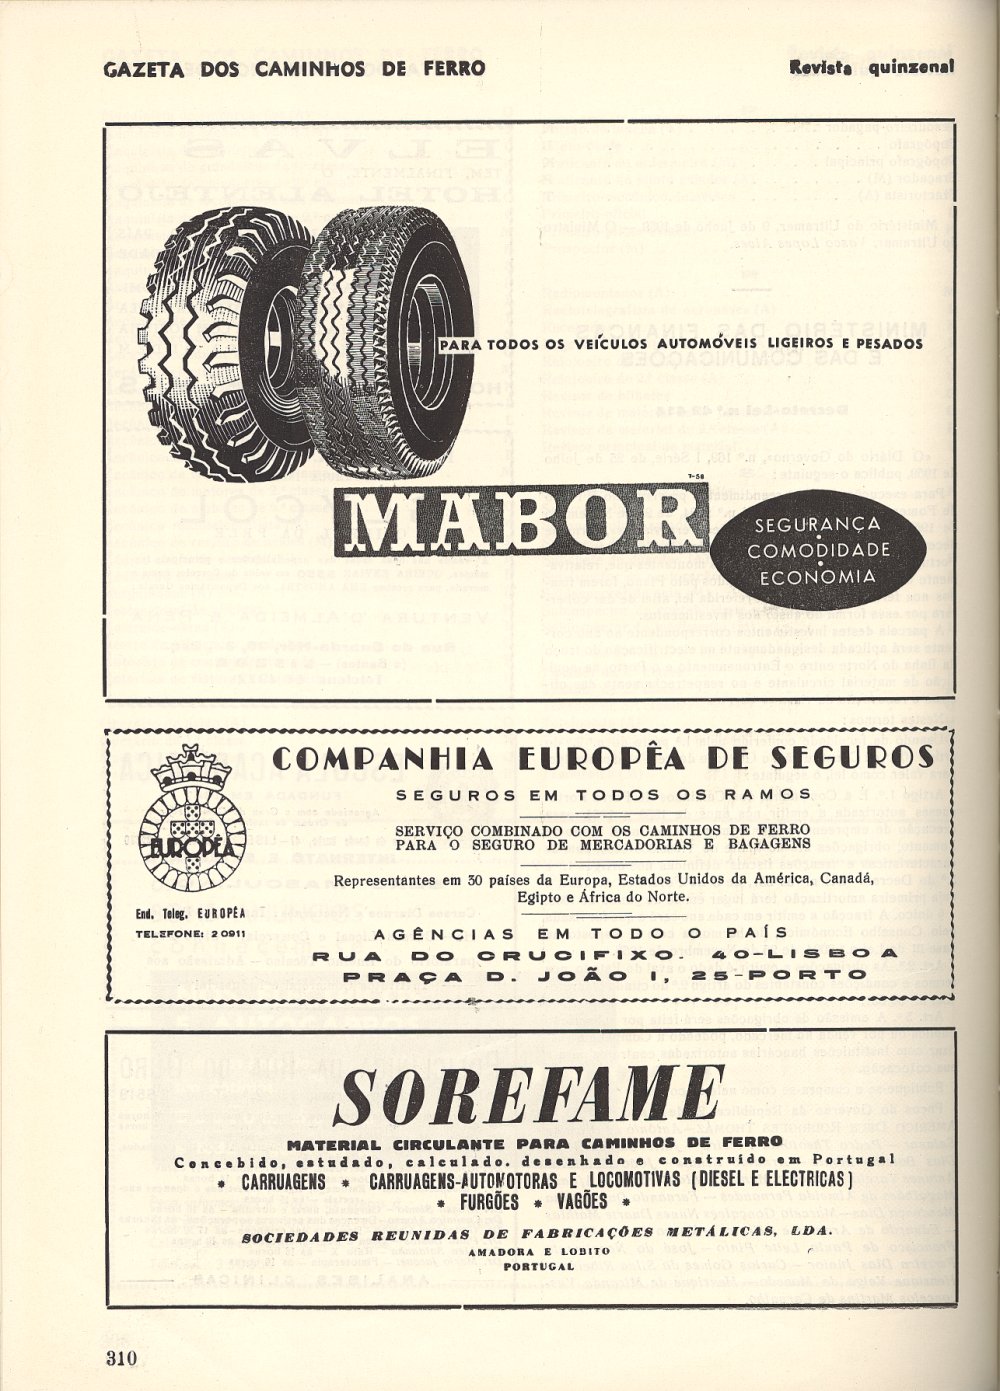 GAZETA DOS CAMINHOS DE FERRO
Revista quinzenal
PARA TODOS OS VEÍCULOS AUTOMÓVEIS LIGEIROS E PESADOS
7-58
MABOR
SEGURANÇA
COMODIDADE
ECONOMIA
COMPANHIA EUROPÊA DE SEGUROS
SEGUROS EM TODOS OS RAMOS
SERVIÇO COMBINADO COM OS CAMINHOS DE FERRO
PARA O SEGURO DE MERCADORIAS E BAGAGENS
EUROPÊA
Representantes em 30 países da Europa, Estados Unidos da América, Canadá,
Egipto e África do Norte.
End. Teleg. EUROPÊA
TELEFONE: 20911
AGÊNCIAS EM TODO O PAÍS
RUA DO CRUCIFIXO. 40-LISBOA
PRAÇA D. JOÃO I, 25-PORTO
SOREFAME
MATERIAL CIRCULANTE PARA CAMINHOS DE FERRO
Concebido, estudado, calculado. desenhado e construído em Portugal
* CARRUAGENS * CARRUAGENS-AUTOMOTORAS E LOCOMOTIVAS (DIESEL E ELECTRICAS)
* FURGÕES * VAGÕES *
SOCIEDADES REUNIDAS DE FABRICAÇÕES METÁLICAS, LDA.
AMADORA E LOBITO
PORTUGAL
310